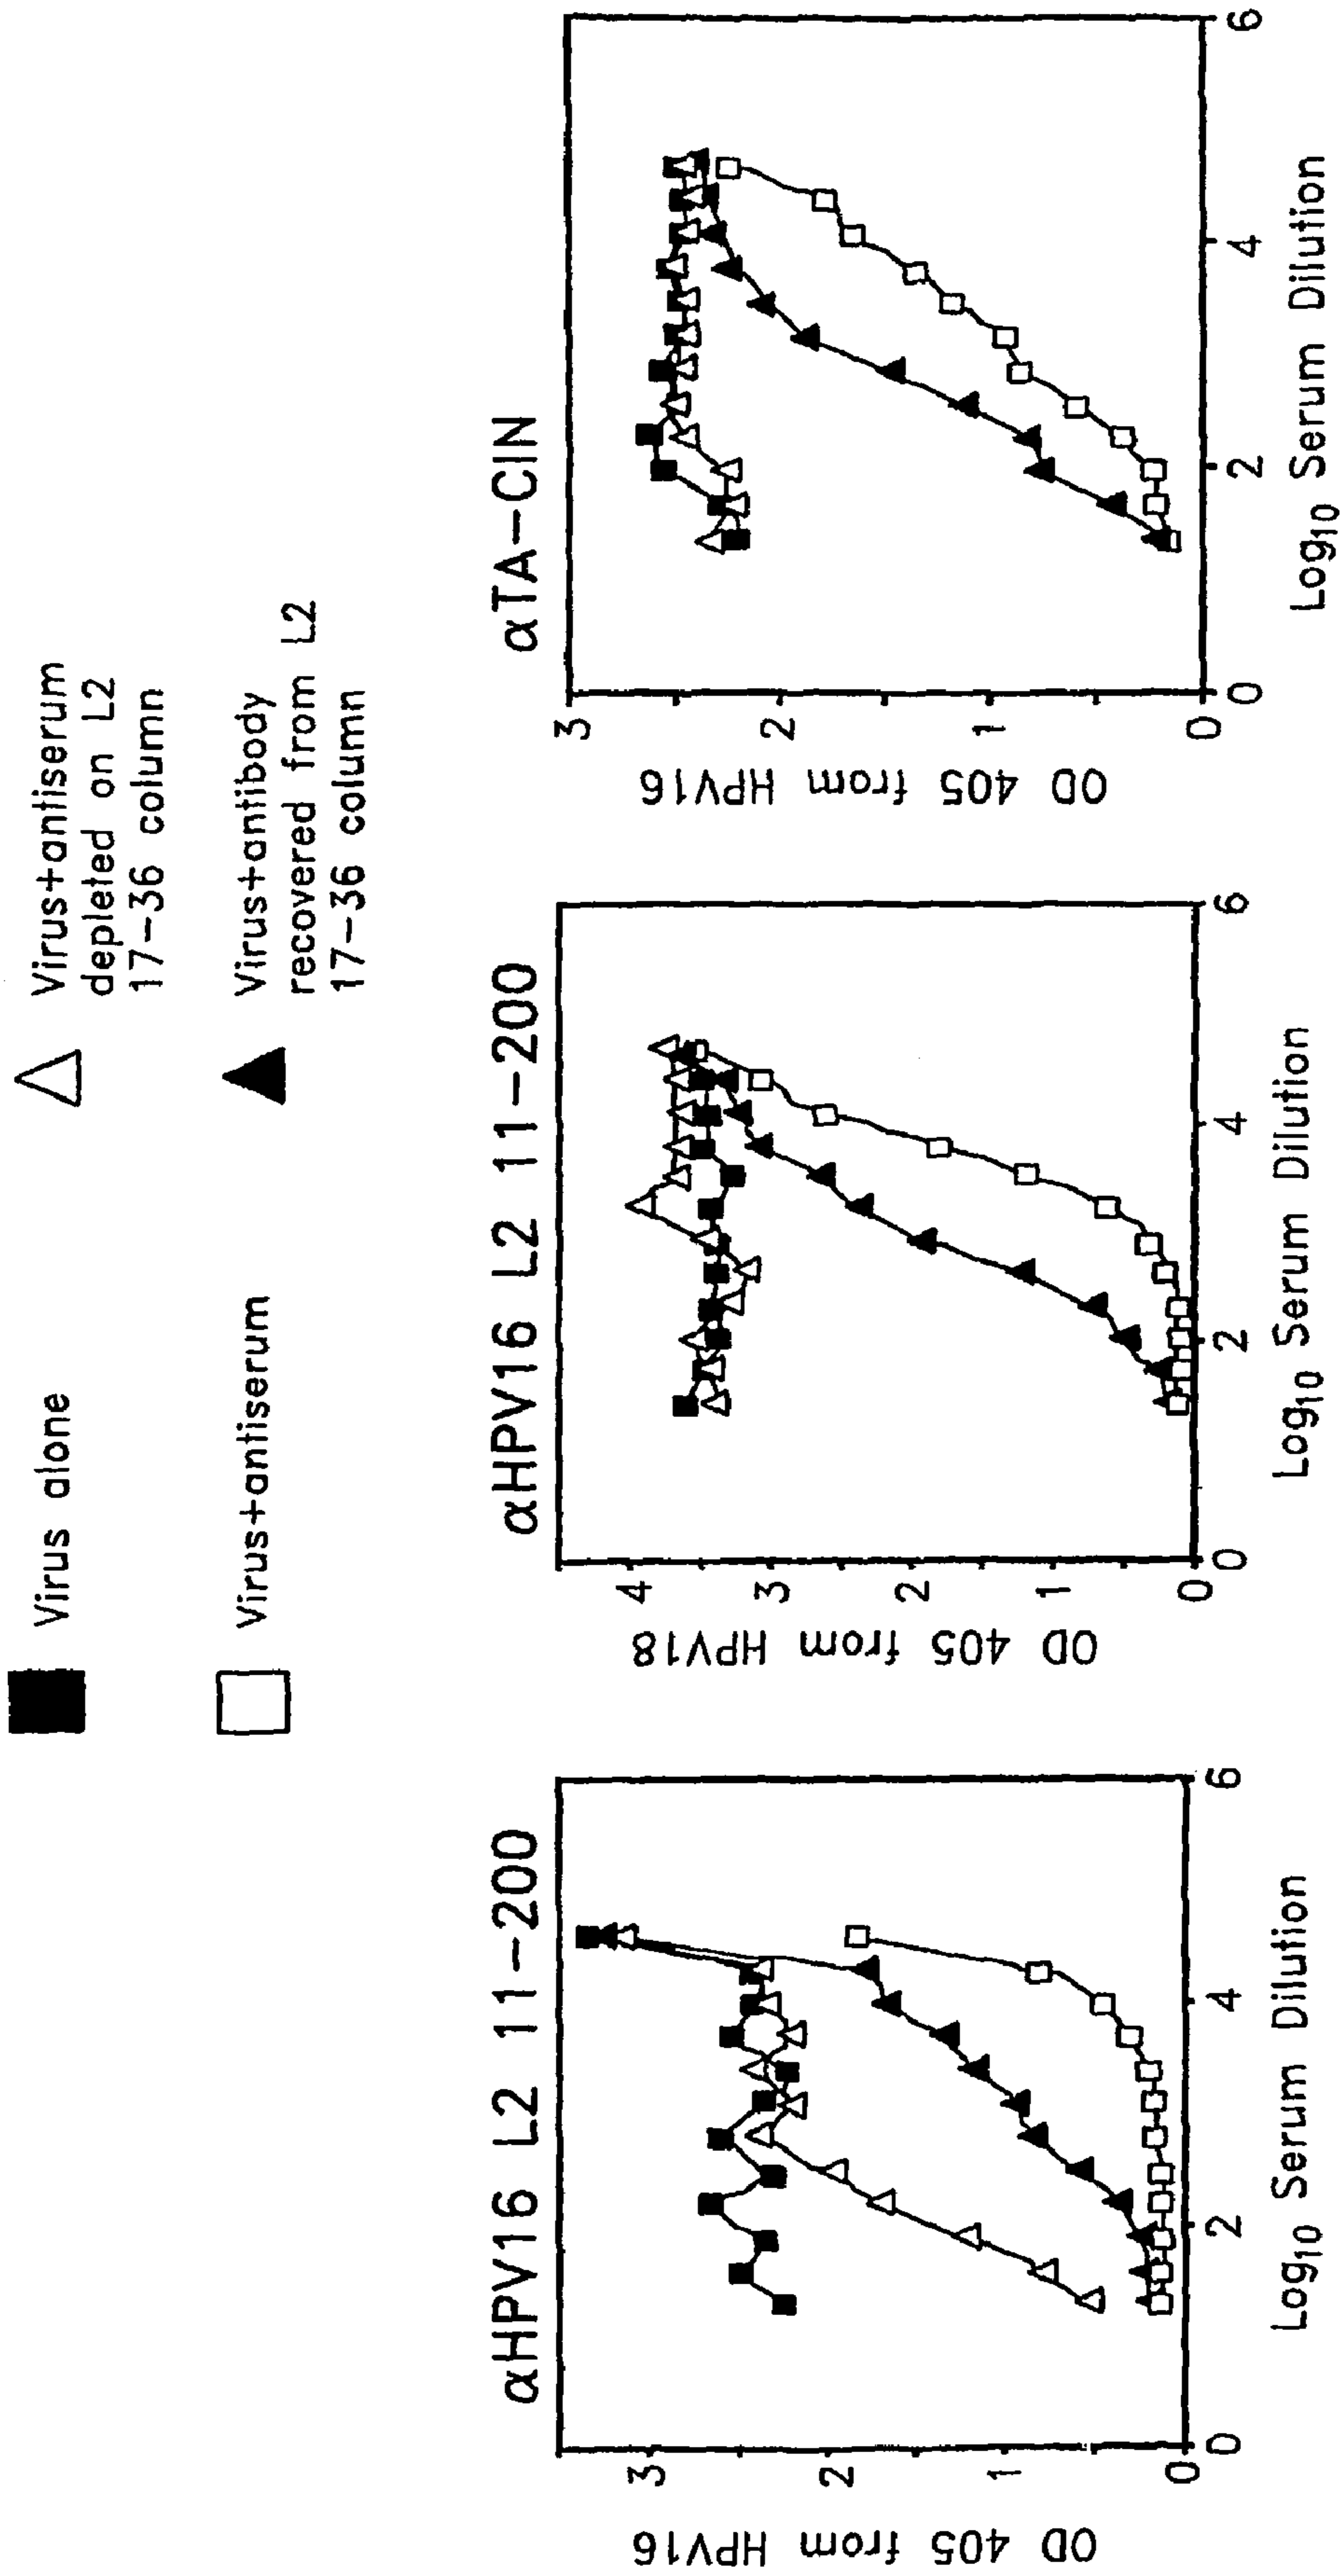 Virus alone
Virus+antiserum
depleted on L2
17-36 column
Virus+antiserum
Virus+antibody
recovered from L2
17-36 column
αHPV16 L2 11-200
OD 405 from HPV16
3
2
1
0
0
2
4
6
Log10 Serum Dilution
αHPV16 L2 11-200
OD 405 from HPV18
4
3
2
1
0
0
2
4
6
Log10 Serum Dilution
αTA-CIN
OD 405 from HPV16
3
2
1
0
0
2
4
6
Log10 Serum Dilution